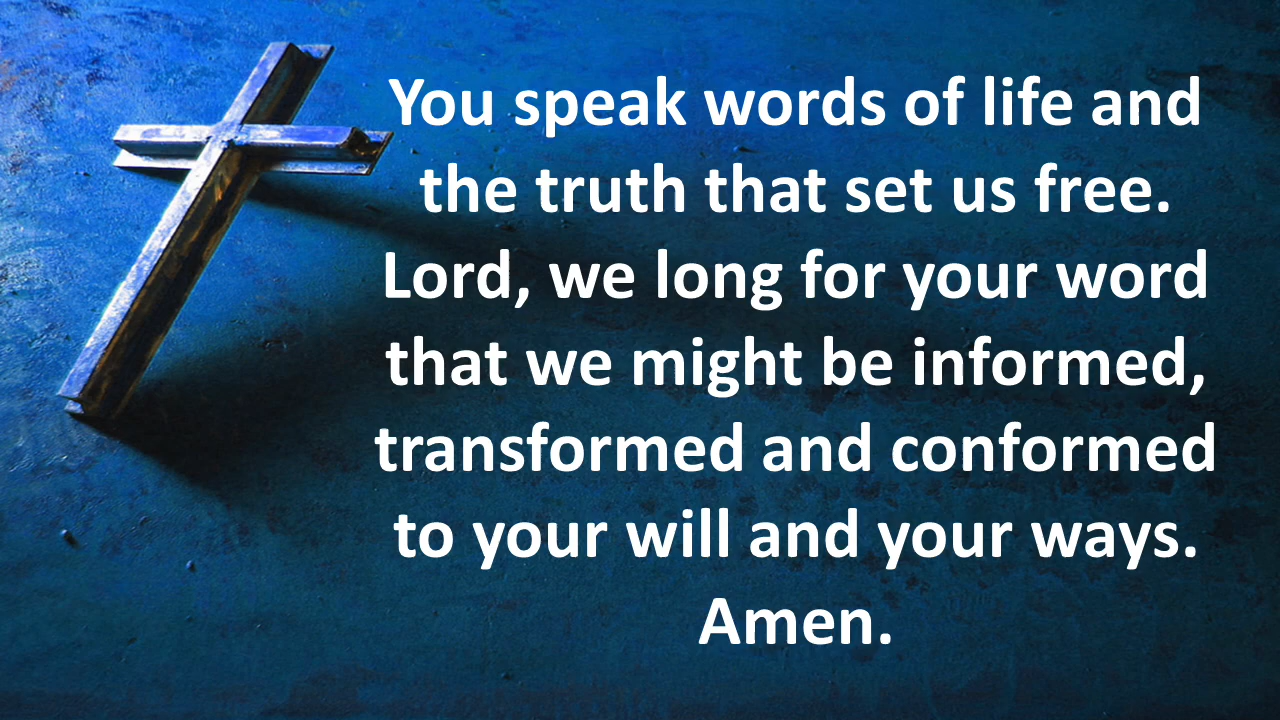 You speak words of life and
the truth that set us free.
Lord, we long for your word
that we might be informed,
transformed and conformed
to your will and your ways.
Amen.